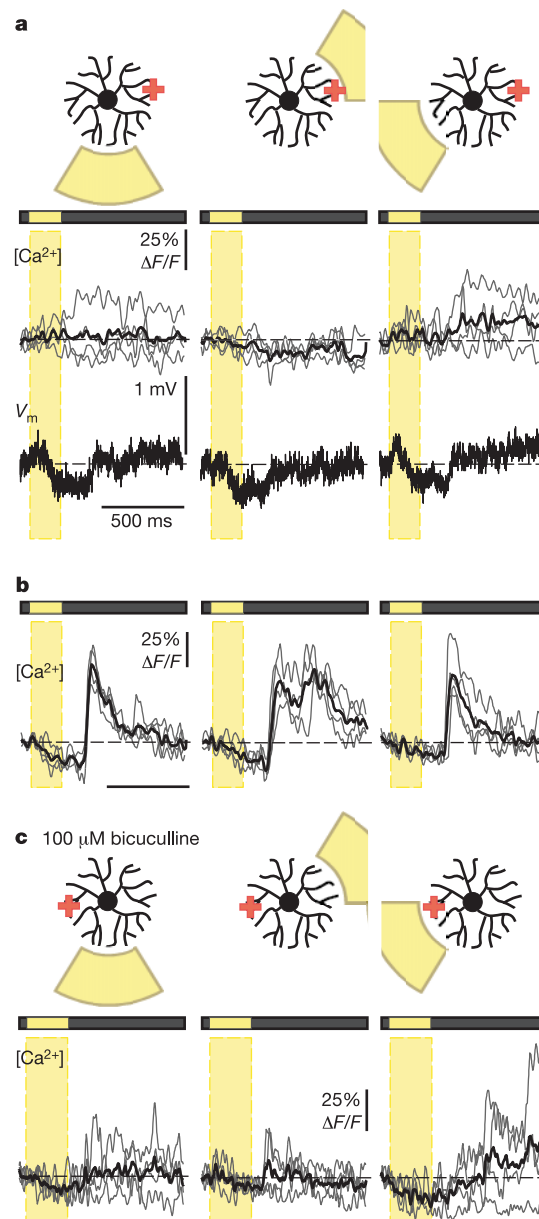 a
25%
ΔF/F
[Ca²⁺]
1 mV
Vₘ
500 ms
b
25%
ΔF/F
[Ca²⁺]
c 100 μM bicuculline
[Ca²⁺]
25%
ΔF/F